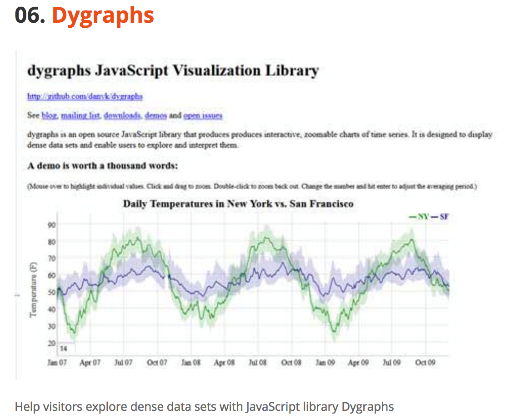 06. Dygraphs
dygraphs JavaScript Visualization Library
http://github.com/danvk/dygraphs
See blog, mailing list, downloads, demos and open issues
dygraphs is an open source JavaScript library that produces produces interactive, zoomable charts of time series. It is designed to display
dense data sets and enable users to explore and interpret them.
A demo is worth a thousand words:
(Mouse over to highlight individual values. Click and drag to zoom. Double-click to zoom back out. Change the number and hit enter to adjust the averaging period.)
Daily Temperatures in New York vs. San Francisco
NY SF
90
80
70
60
50
40
30
20
Temperature (F)
14
Jan 07 Apr 07 Jul 07 Oct 07 Jan 08 Apr 08 Jul 08 Oct 08 Jan 09 Apr 09 Jul 09 Oct 09
Help visitors explore dense data sets with JavaScript library Dygraphs